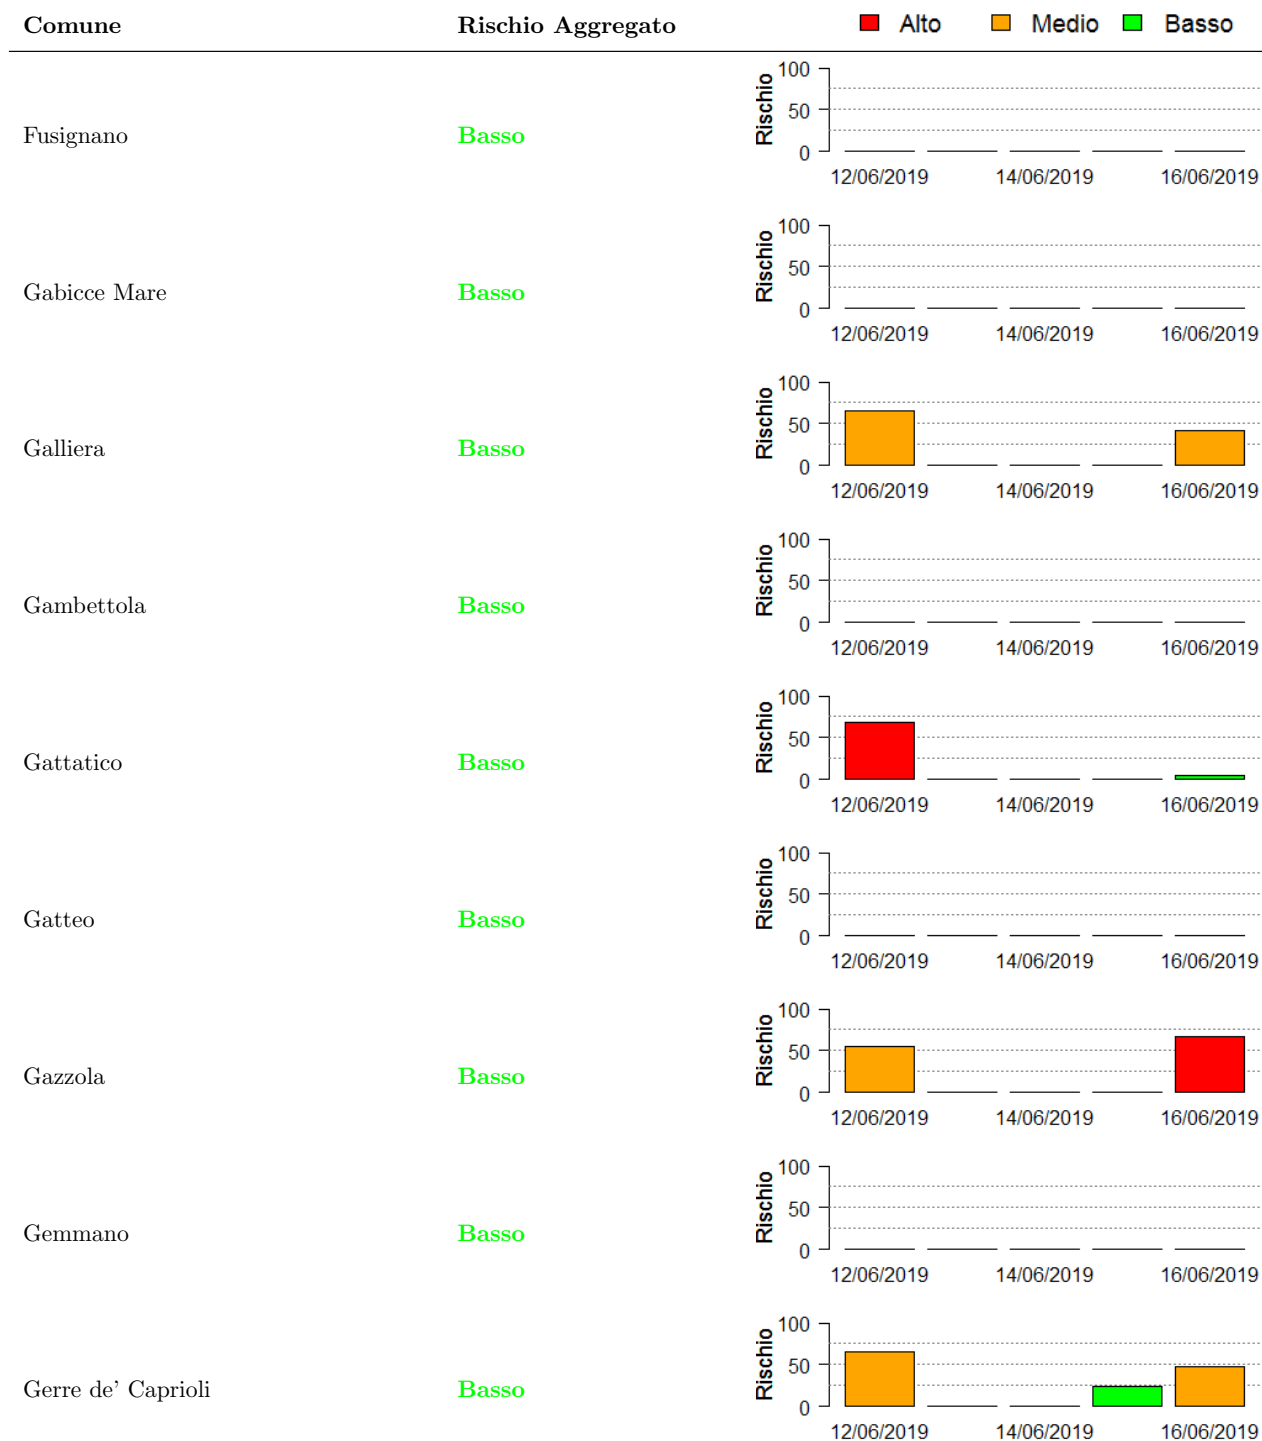 Comune Rischio Aggregato Alto Medio Basso
100
50
0
Rischio
Fusignano Basso
12/06/2019 14/06/2019 16/06/2019
100
50
0
Rischio
Gabicce Mare Basso
12/06/2019 14/06/2019 16/06/2019
100
50
0
Rischio
Galliera Basso
12/06/2019 14/06/2019 16/06/2019
100
50
0
Rischio
Gambettola Basso
12/06/2019 14/06/2019 16/06/2019
100
50
0
Rischio
Gattatico Basso
12/06/2019 14/06/2019 16/06/2019
100
50
0
Rischio
Gatteo Basso
12/06/2019 14/06/2019 16/06/2019
100
50
0
Rischio
Gazzola Basso
12/06/2019 14/06/2019 16/06/2019
100
50
0
Rischio
Gemmano Basso
12/06/2019 14/06/2019 16/06/2019
100
50
0
Rischio
Gerre de' Caprioli Basso
12/06/2019 14/06/2019 16/06/2019